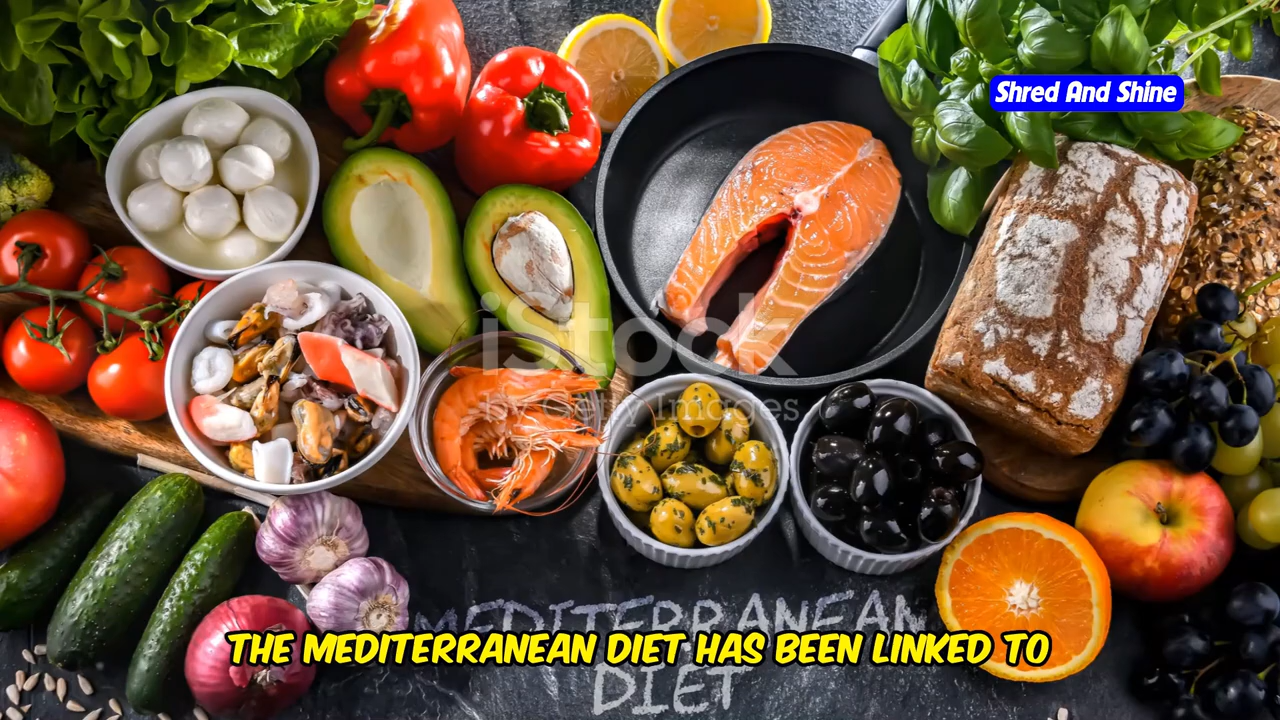 Shred And Shine
iStock
by Getty Images
MEDITERRANEAN
THE MEDITERRANEAN DIET HAS BEEN LINKED TO
DIET